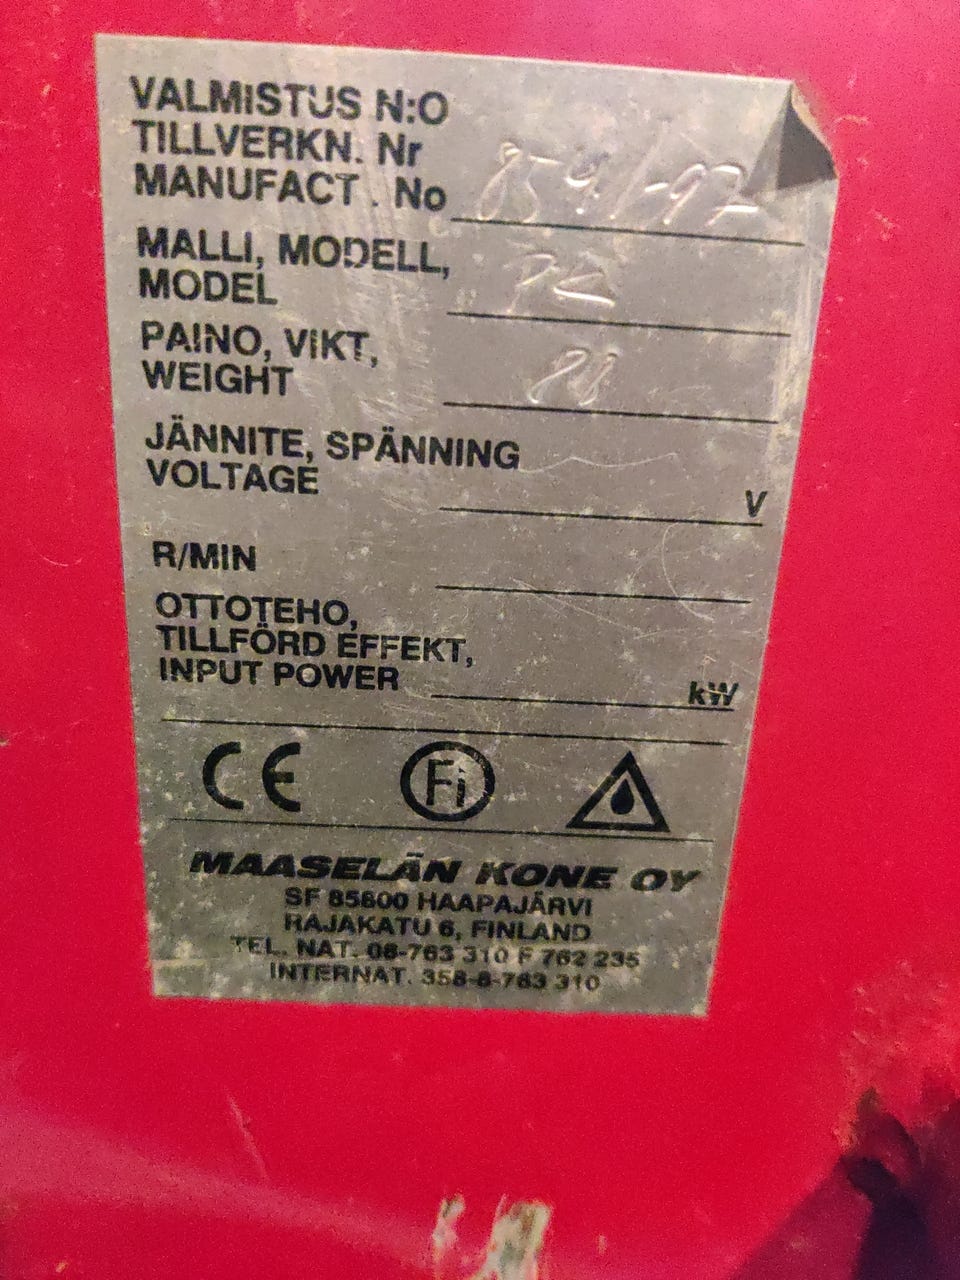 VALMISTUS N:O
TILLVERKN. Nr
MANUFACT. No 8541-97
MALLI, MODELL,
MODEL
PAINO, VIKT,
WEIGHT
JÄNNITE, SPÄNNING
VOLTAGE V
R/MIN
OTTOTEHO,
TILLFÖRD EFFEKT,
INPUT POWER kW
CE Fi
MAASELÄN KONE OY
SF 85800 HAAPAJÄRVI
RAJAKATU 6, FINLAND
TEL. NAT. 08-763 310 F 762 235
INTERNAT. 358-8-763 310